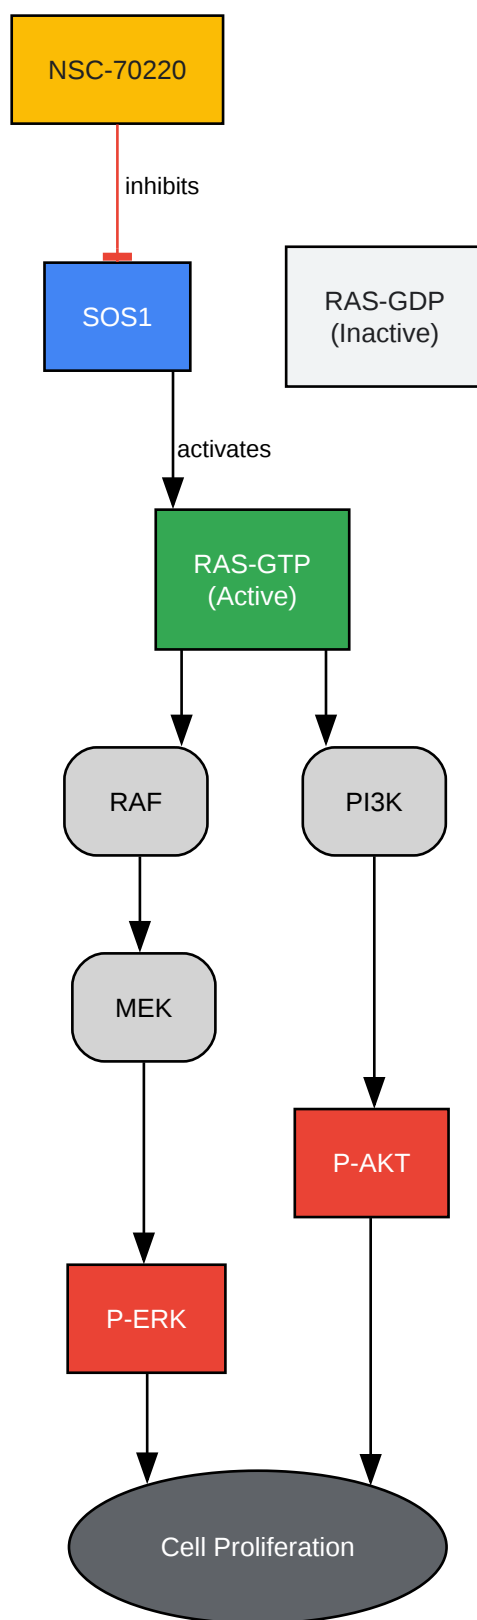 NSC-70220
inhibits
SOS1
RAS-GDP
(Inactive)
activates
RAS-GTP
(Active)
RAF
PI3K
MEK
P-AKT
P-ERK
Cell Proliferation